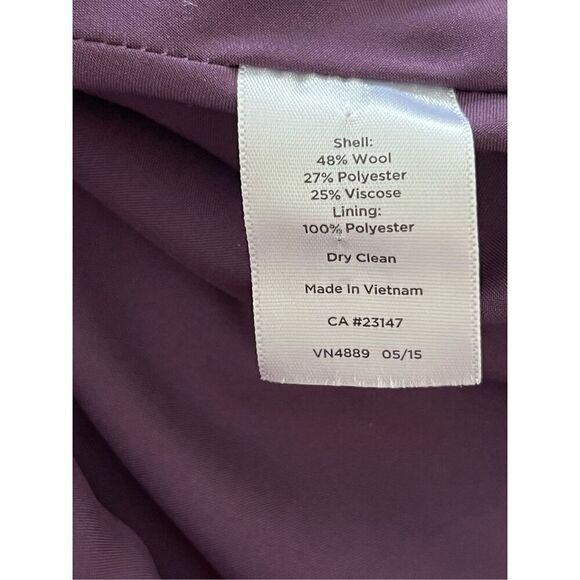 Shell:
48% Wool
27% Polyester
25% Viscose
Lining:
100% Polyester
Dry Clean
Made In Vietnam
CA #23147
VN4889 05/15